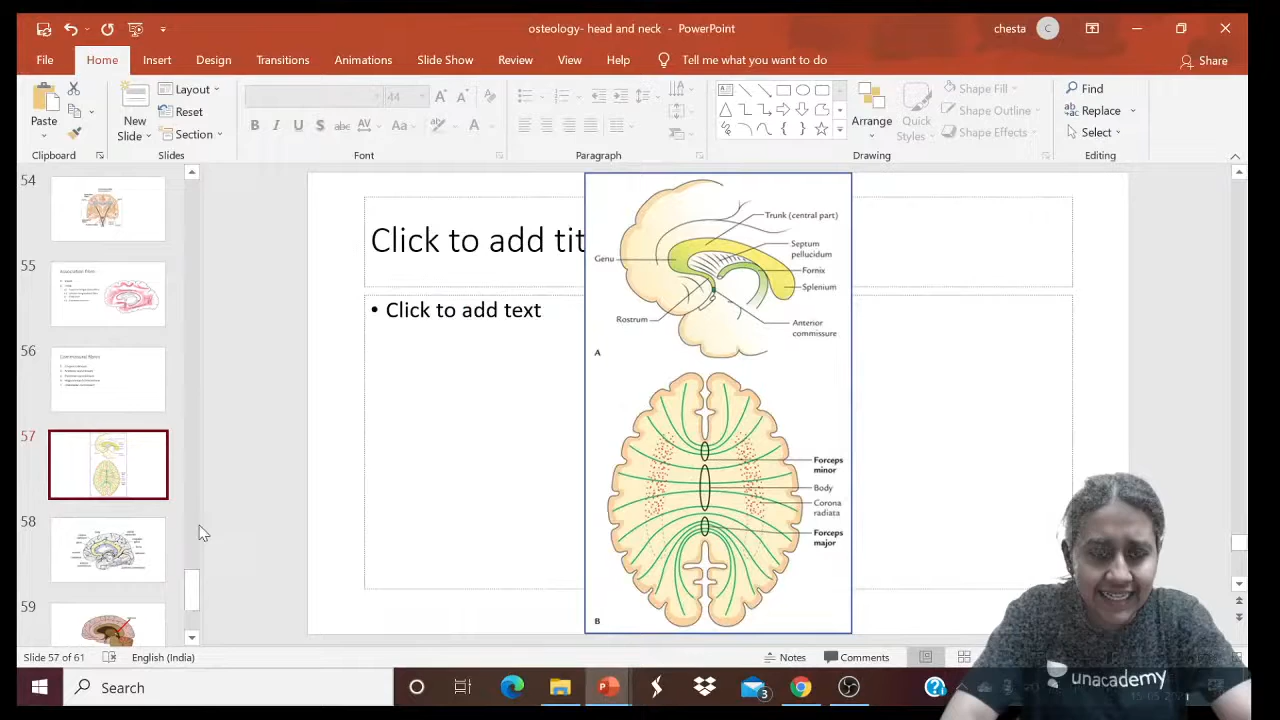 osteology- head and neck - PowerPoint
chesta
C
File
Home
Insert
Design
Transitions
Animations
Slide Show
Review
View
Help
Tell me what you want to do
Share
Paste
New
Slide
Layout
Reset
Section
44
Arrange
Quick
Styles
Shape Fill
Shape Outline
Shape Effects
Find
Replace
Select
Clipboard
Slides
Font
Paragraph
Drawing
Editing
54
55
Association fibres
56
57
58
59
Click to add tit
• Click to add text
Trunk (central part)
Septum
pellucidum
Genu
Fornix
Splenium
Rostrum
Anterior
commissure
A
Forceps
minor
Body
Corona
radiata
Forceps
major
B
unacademy
Slide 57 of 61
English (India)
Notes
Comments
Search
3